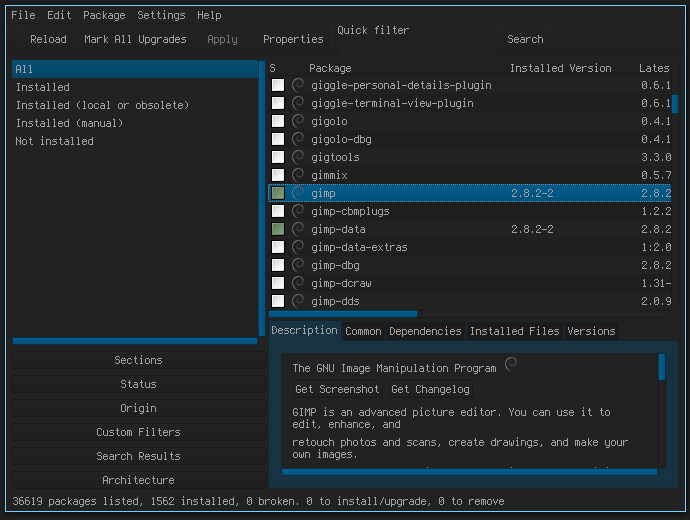 File Edit Package Settings Help
Reload Mark All Upgrades Apply Properties Quick filter Search
All
Installed
Installed (local or obsolete)
Installed (manual)
Not installed
Sections
Status
Origin
Custom Filters
Search Results
Architecture
S Package Installed Version Lates
giggle-personal-details-plugin 0.6.1
giggle-terminal-view-plugin 0.6.1
gigolo 0.4.1
gigolo-dbg 0.4.1
gigtools 3.3.0
gimmix 0.5.7
gimp 2.8.2-2 2.8.2
gimp-cbmplugs 1.2.2
gimp-data 2.8.2-2 2.8.2
gimp-data-extras 1:2.0
gimp-dbg 2.8.2
gimp-dcraw 1.31-
gimp-dds 2.0.9
Description Common Dependencies Installed Files Versions
The GNU Image Manipulation Program
Get Screenshot Get Changelog
GIMP is an advanced picture editor. You can use it to
edit, enhance, and
retouch photos and scans, create drawings, and make your
own images.
36619 packages listed, 1562 installed, 0 broken. 0 to install/upgrade, 0 to remove